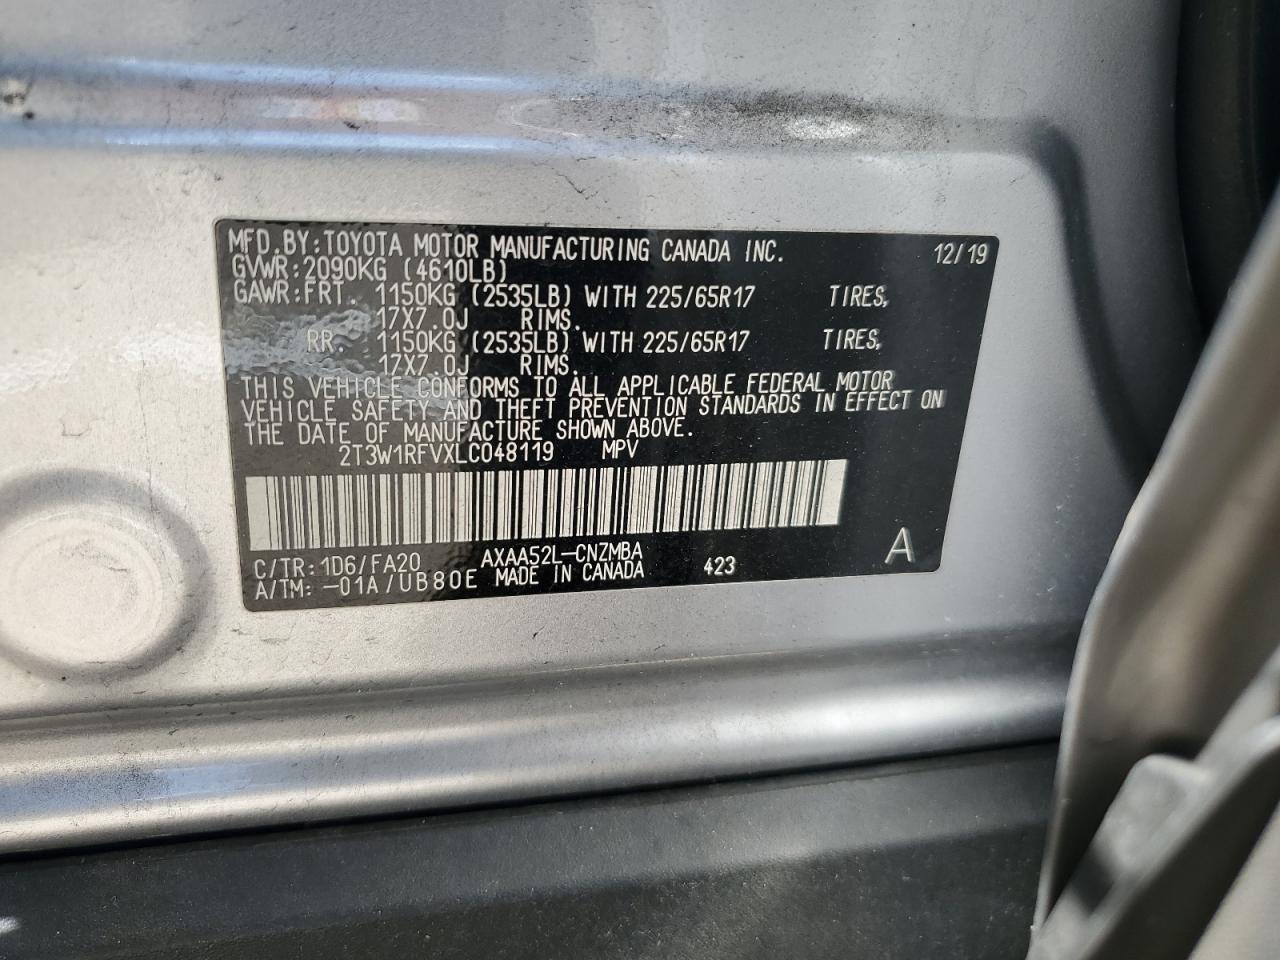 MFD.BY:TOYOTA MOTOR MANUFACTURING CANADA INC. 12/19
GVWR:2090KG (4610LB)
GAWR:FRT. 1150KG (2535LB) WITH 225/65R17 TIRES,
17X7.0J RIMS.
RR. 1150KG (2535LB) WITH 225/65R17 TIRES,
17X7.0J RIMS.
THIS VEHICLE CONFORMS TO ALL APPLICABLE FEDERAL MOTOR
VEHICLE SAFETY AND THEFT PREVENTION STANDARDS IN EFFECT ON
THE DATE OF MANUFACTURE SHOWN ABOVE.
2T3W1RFVXLC048119 MPV
C/TR:1D6/FA20 AXAA52L-CNZMBA 423 A
A/TM:-01A/UB80E MADE IN CANADA